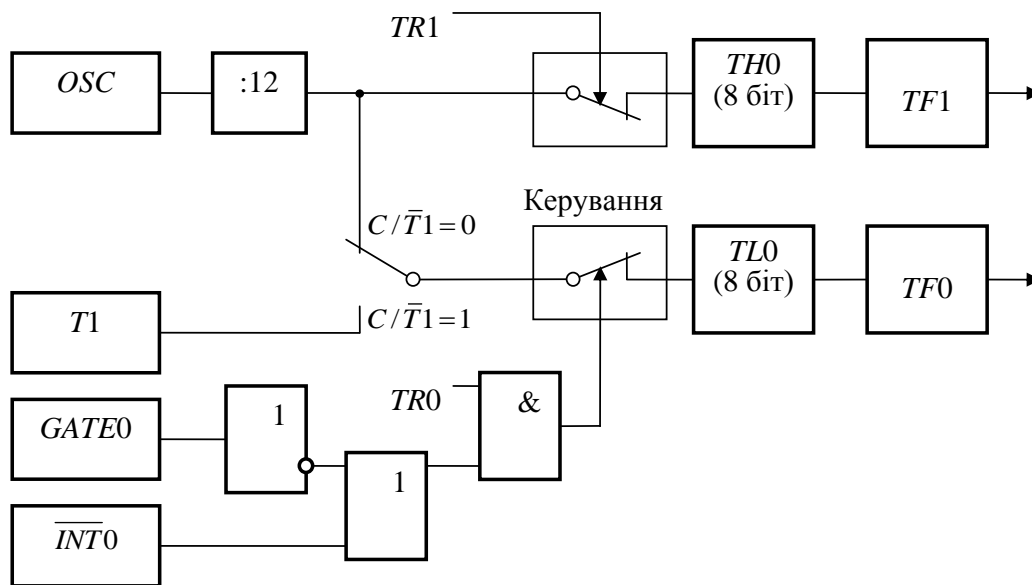 TR1
OSC
:12
TH0
(8 біт)
TF1
Керування
C/T̅1=0
TL0
(8 біт)
TF0
T1
C/T̅1=1
GATE0
1
TR0
&
1
I̅N̅T̅0